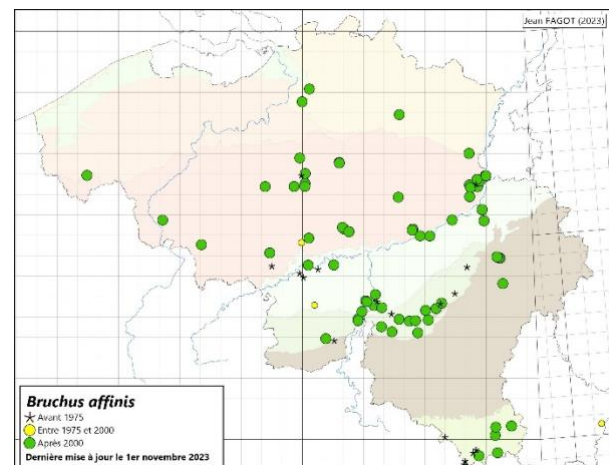 Jean FAGOT (2023)
Bruchus affinis
Avant 1975
Entre 1975 et 2000
Après 2000
Dernière mise à jour le 1er novembre 2023